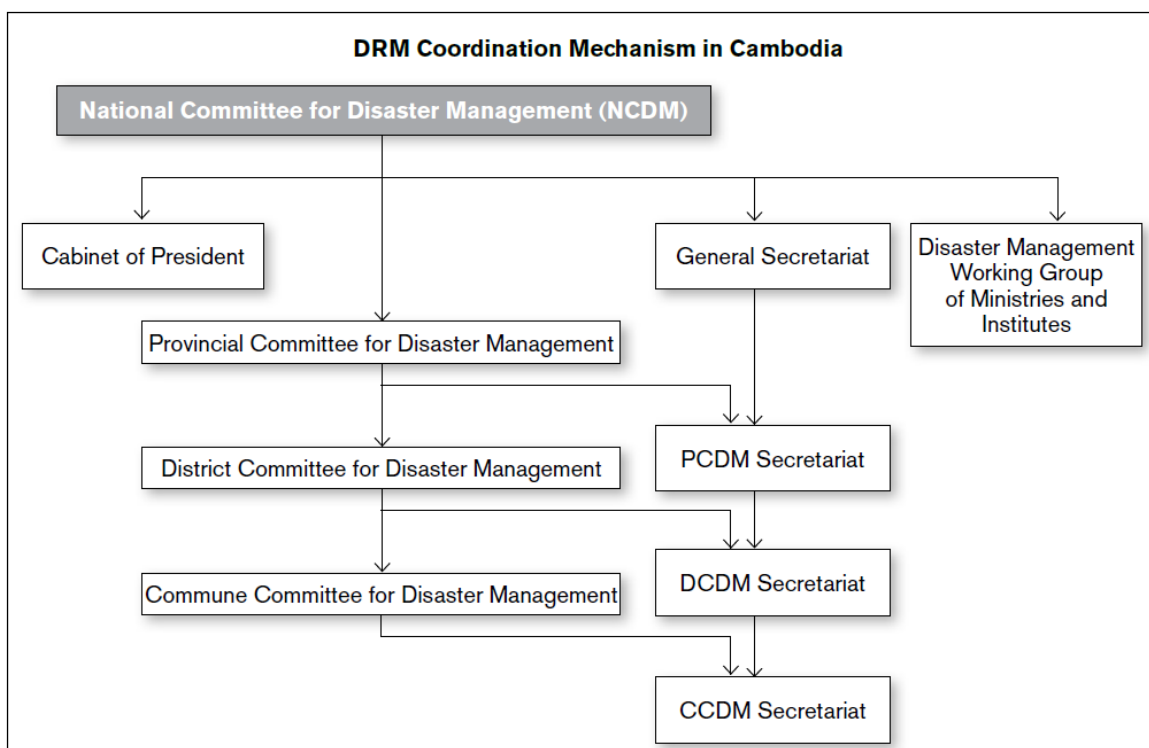 DRM Coordination Mechanism in Cambodia
National Committee for Disaster Management (NCDM)
Cabinet of President
General Secretariat
Disaster Management
Working Group
of Ministries and
Institutes
Provincial Committee for Disaster Management
PCDM Secretariat
District Committee for Disaster Management
DCDM Secretariat
Commune Committee for Disaster Management
CCDM Secretariat